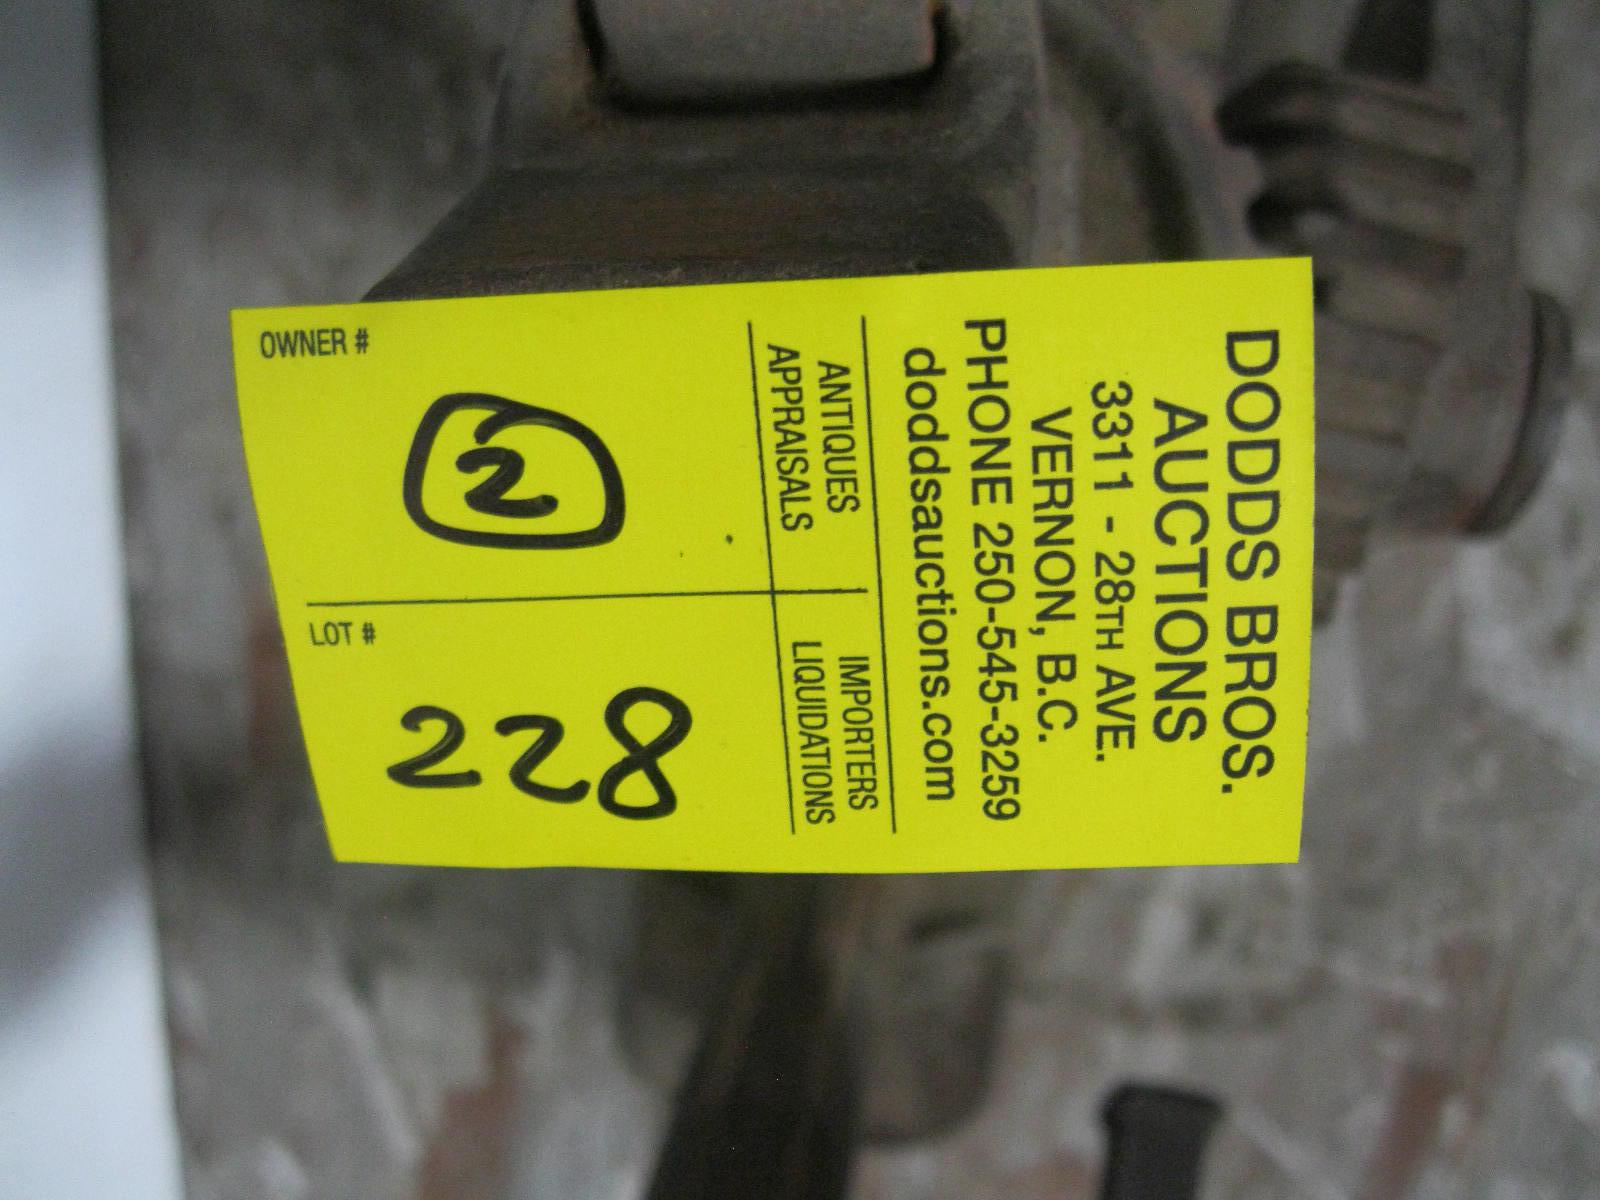 DODDS BROS.
AUCTIONS
3311 - 28TH AVE.
VERNON, B.C.
PHONE 250-545-3259
doddsauctions.com
ANTIQUES IMPORTERS
APPRAISALS LIQUIDATIONS
OWNER # LOT #
2 228